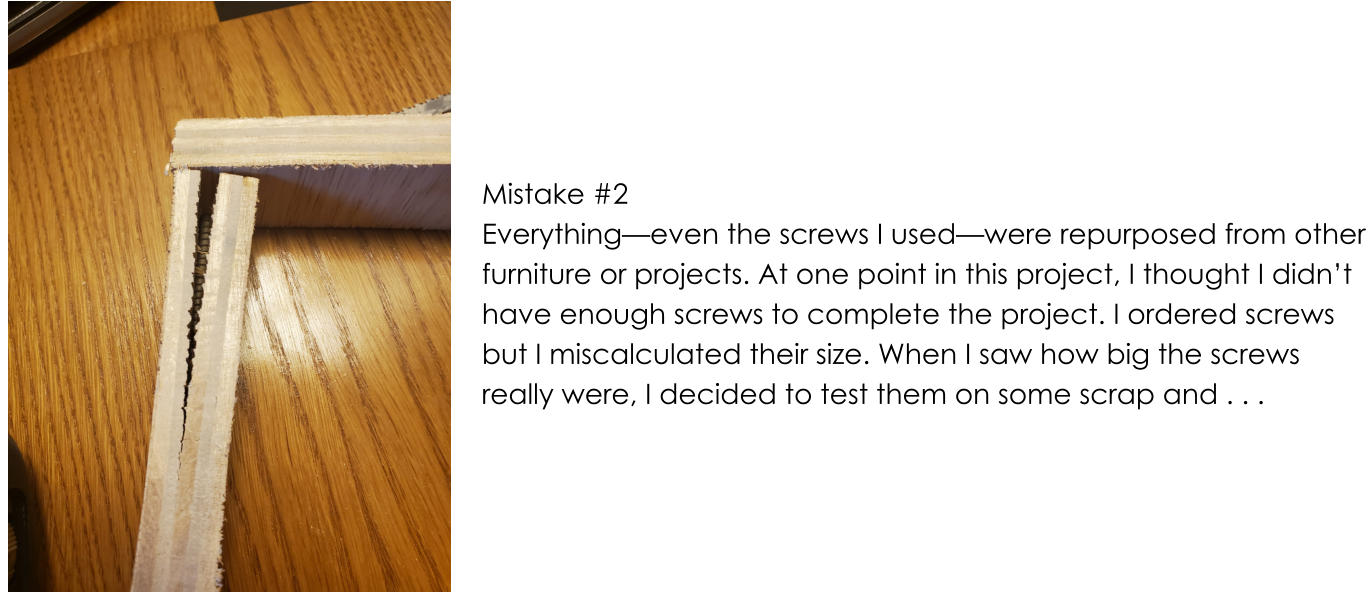 Mistake #2
Everything—even the screws I used—were repurposed from other
furniture or projects. At one point in this project, I thought I didn’t
have enough screws to complete the project. I ordered screws
but I miscalculated their size. When I saw how big the screws
really were, I decided to test them on some scrap and . . .